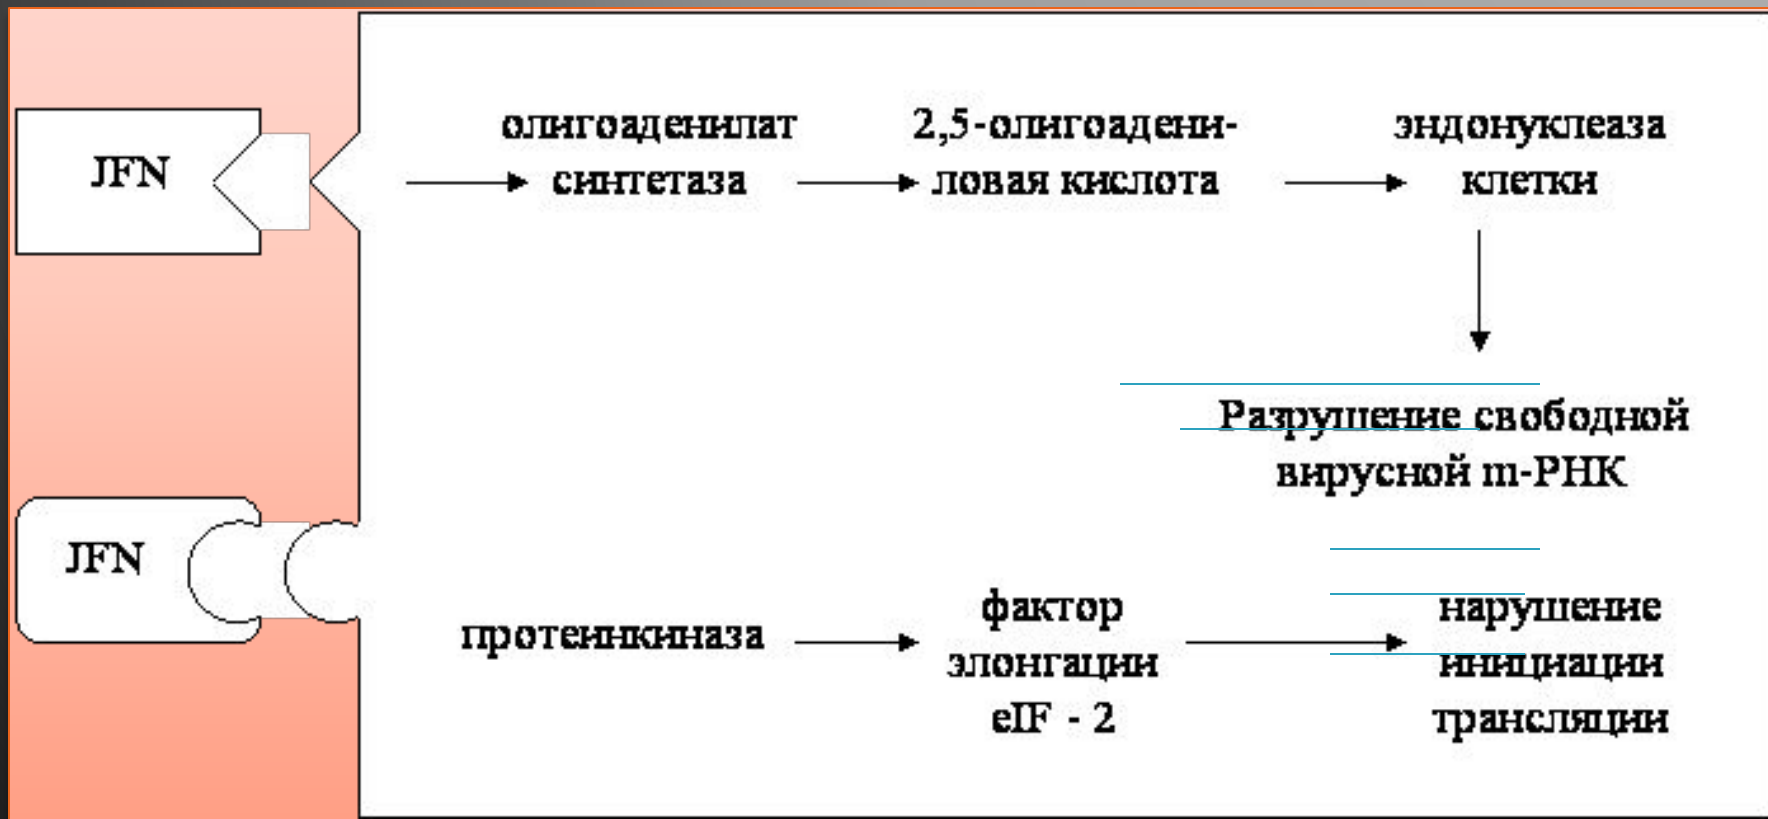 JFN
олигоаденилат
синтетаза
2,5-олигоадени-
ловая кислота
эндонуклеаза
клетки
Разрушение свободной
вирусной m-РНК
JFN
протеинкиназа
фактор
элонгации
eIF - 2
нарушение
инициации
трансляции